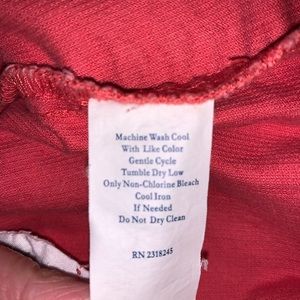 Machine Wash Cool
With Like Color
Gentle Cycle
Tumble Dry Low
Only Non-Chlorine Bleach
Cool Iron
If Needed
Do Not Dry Clean
RN 2318245